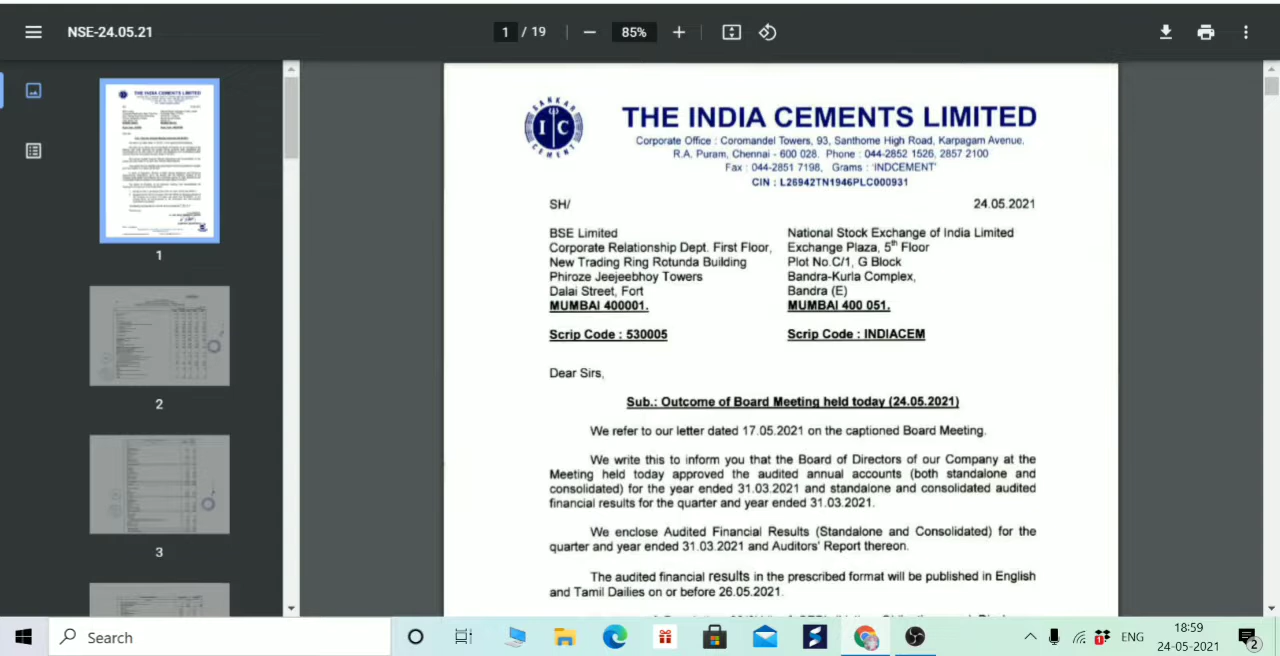 NSE-24.05.21
1 / 19
85%
THE INDIA CEMENTS LIMITED
SANKAR
ICL
CEMENT
Corporate Office : Coromandel Towers, 93, Santhome High Road, Karpagam Avenue,
R.A. Puram, Chennai - 600 028. Phone : 044-2852 1526, 2857 2100
Fax : 044-2851 7198, Grams : 'INDCEMENT'
CIN : L26942TN1946PLC000931
SH/
24.05.2021
BSE Limited
Corporate Relationship Dept. First Floor,
New Trading Ring Rotunda Building
Phiroze Jeejeebhoy Towers
Dalai Street, Fort
MUMBAI 400001.
Scrip Code : 530005
National Stock Exchange of India Limited
Exchange Plaza, 5th Floor
Plot No.C/1, G Block
Bandra-Kurla Complex,
Bandra (E)
MUMBAI 400 051.
Scrip Code : INDIACEM
Dear Sirs,
Sub.: Outcome of Board Meeting held today (24.05.2021)
We refer to our letter dated 17.05.2021 on the captioned Board Meeting.
We write this to inform you that the Board of Directors of our Company at the
Meeting held today approved the audited annual accounts (both standalone and
consolidated) for the year ended 31.03.2021 and standalone and consolidated audited
financial results for the quarter and year ended 31.03.2021.
We enclose Audited Financial Results (Standalone and Consolidated) for the
quarter and year ended 31.03.2021 and Auditors' Report thereon.
The audited financial results in the prescribed format will be published in English
and Tamil Dailies on or before 26.05.2021.
THE INDIA CEMENTS LIMITED
1
2
3
Search
ENG
18:59
24-05-2021
2